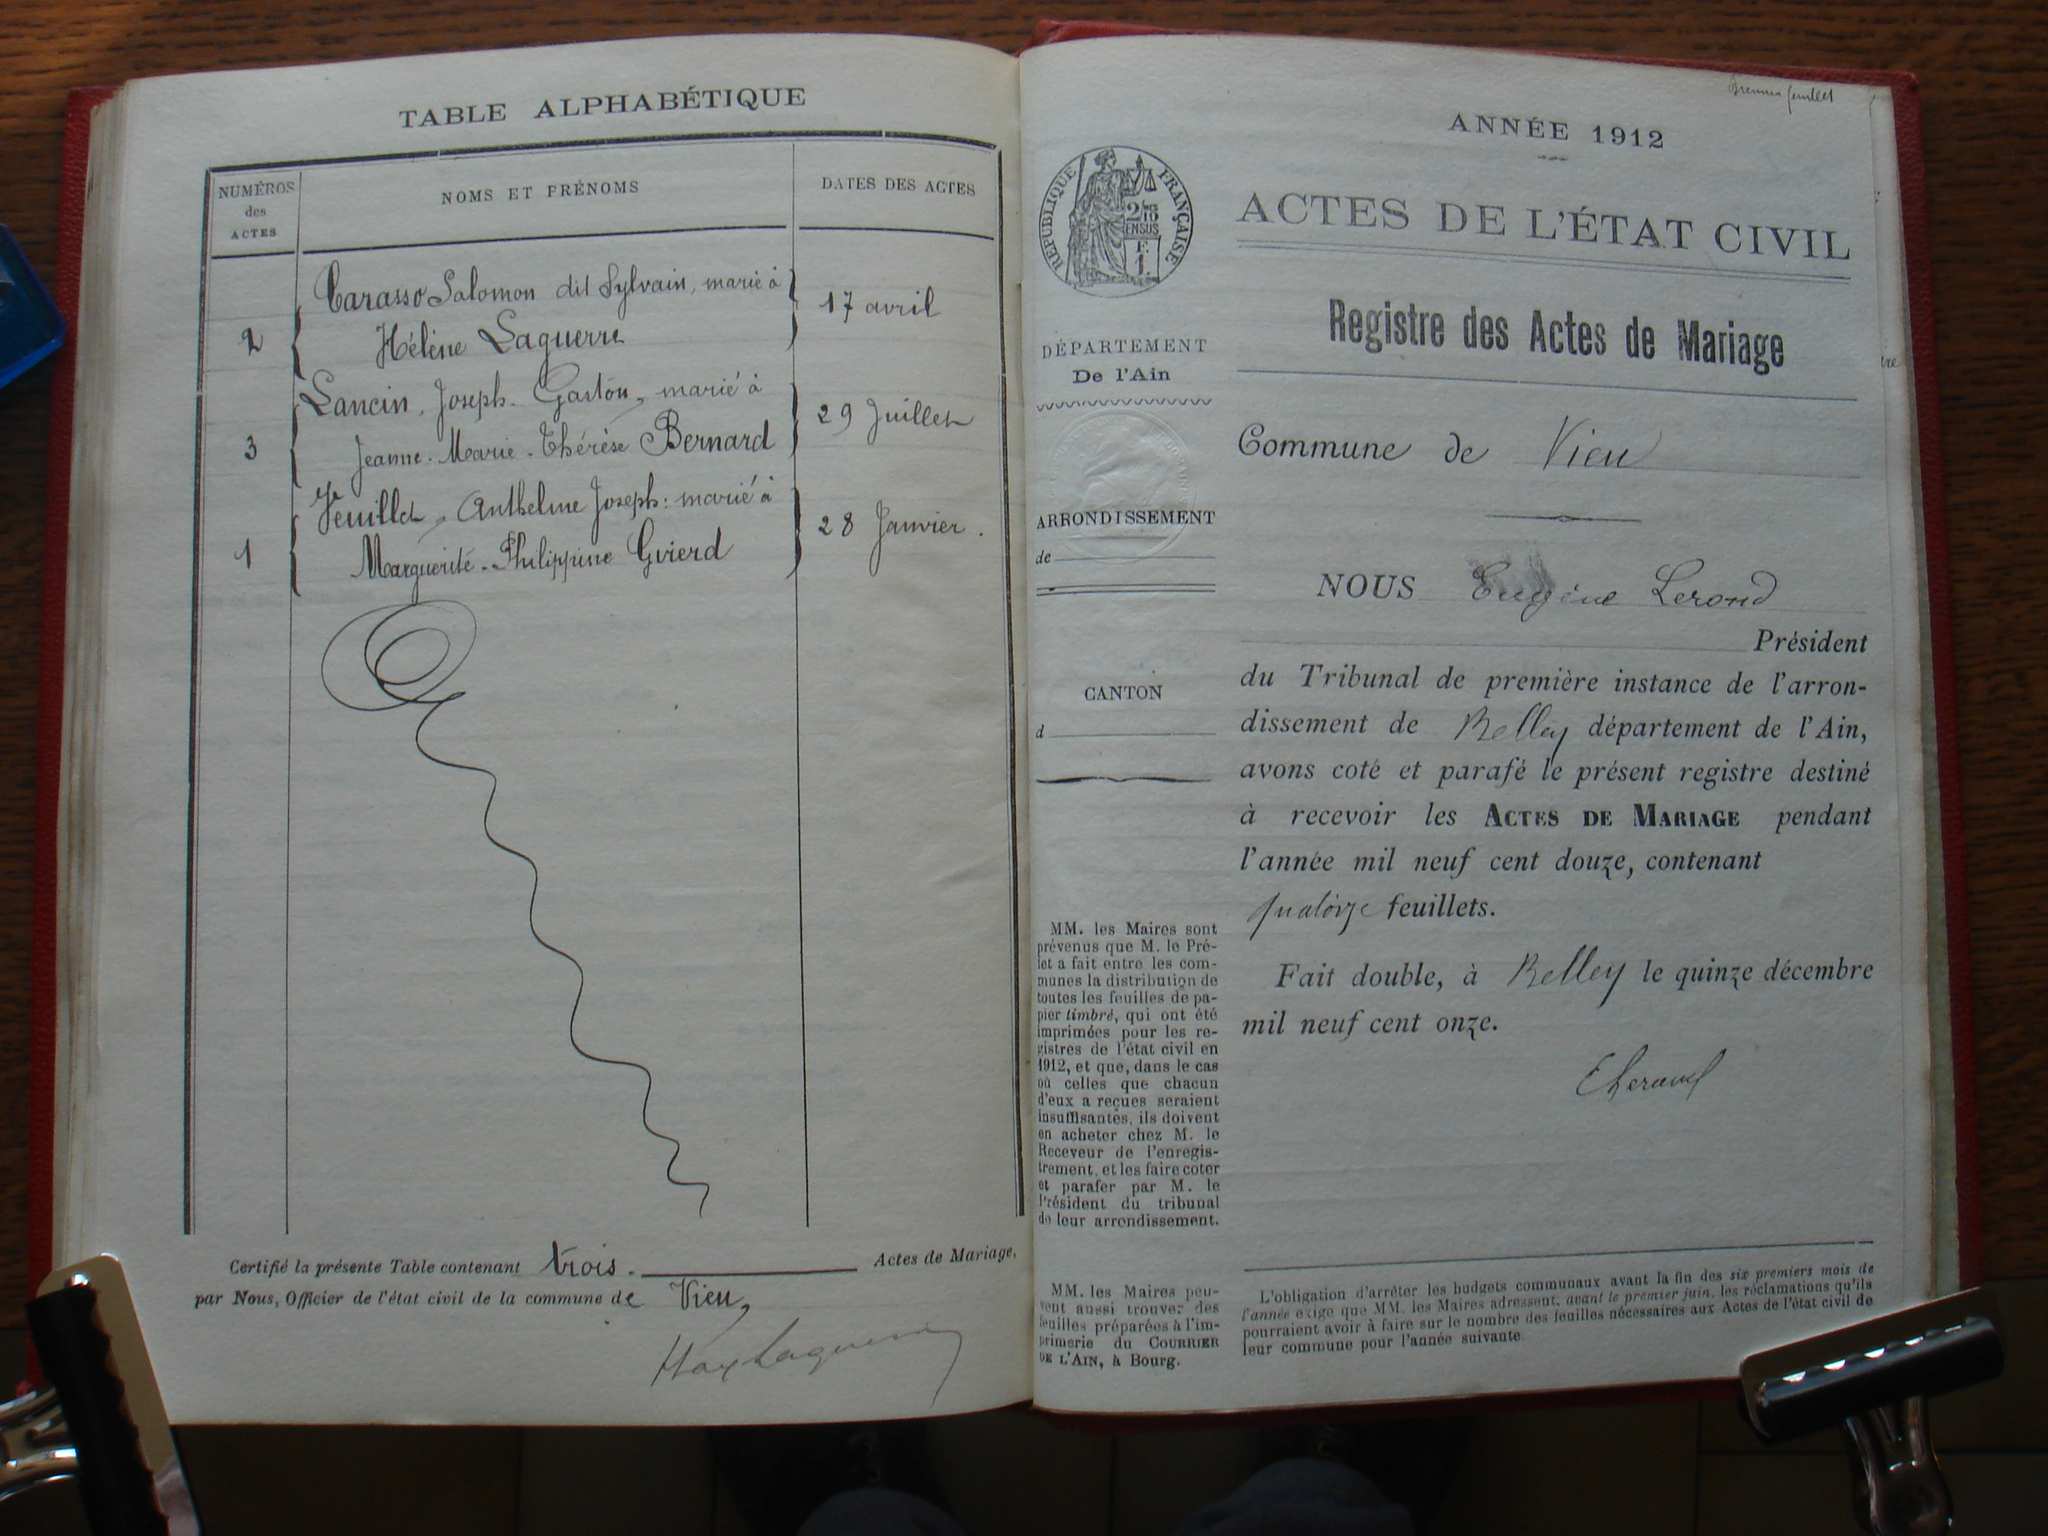 TABLE ALPHABÉTIQUE
NUMÉROS
des
ACTES
NOMS ET PRÉNOMS
DATES DES ACTES
Carasso Salomon dit Sylvain, marié à
2
Hélène Laguerre
17 avril
Lancin, Joseph-Gaston, marié à
3
Jeanne-Marie-Thérèse Bernard
29 Juillet
Anthelme Joseph: marié à
1
Marguerite-Philippine
28 Janvier.
Certifié la présente Table contenant trois. Actes de Mariage,
par Nous, Officier de l'état civil de la commune de Vieu,
Laguerre
premier feuillet
ANNÉE 1912
RÉPUBLIQUE FRANÇAISE
ACTES DE L'ÉTAT CIVIL
Registre des Actes de Mariage
DÉPARTEMENT
De l'Ain
Commune de Vieu
ARRONDISSEMENT
de
CANTON
d
NOUS Eugène Lerond
Président
du Tribunal de première instance de l'arron-
dissement de Belley département de l'Ain,
avons coté et parafé le présent registre destiné
à recevoir les ACTES DE MARIAGE pendant
l'année mil neuf cent douze, contenant
quatorze feuillets.
Fait double, à Belley le quinze décembre
mil neuf cent onze.
MM. les Maires sont
prévenus que M. le Pré-
fet a fait entre les com-
munes la distribution de
toutes les feuilles de pa-
pier timbré, qui ont été
imprimées pour les re-
gistres de l'état civil en
1912, et que, dans le cas
où celles que chacun
d'eux a reçues seraient
insuffisantes, ils doivent
en acheter chez M. le
Receveur de l'enregis-
trement, et les faire coter
et parafer par M. le
Président du tribunal
de leur arrondissement.
MM. les Maires peu-
vent aussi trouver des
feuilles préparées à l'im-
primerie du COURRIER
DE L'AIN, à Bourg.
L'obligation d'arrêter les budgets communaux avant la fin des six premiers mois de
l'année exige que MM. les Maires adressent, avant le premier juin, les réclamations qu'ils
pourraient avoir à faire sur le nombre des feuilles nécessaires aux Actes de l'état civil de
leur commune pour l'année suivante.